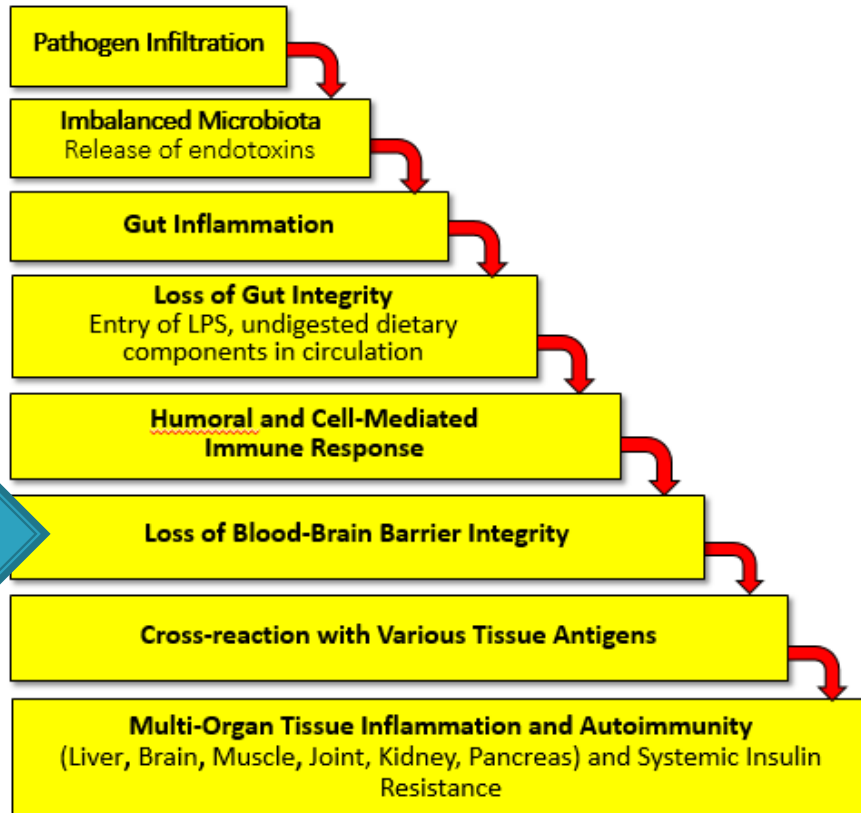 Pathogen Infiltration
Imbalanced Microbiota
Release of endotoxins
Gut Inflammation
Loss of Gut Integrity
Entry of LPS, undigested dietary
components in circulation
Humoral and Cell-Mediated
Immune Response
Loss of Blood-Brain Barrier Integrity
Cross-reaction with Various Tissue Antigens
Multi-Organ Tissue Inflammation and Autoimmunity
(Liver, Brain, Muscle, Joint, Kidney, Pancreas) and Systemic Insulin
Resistance